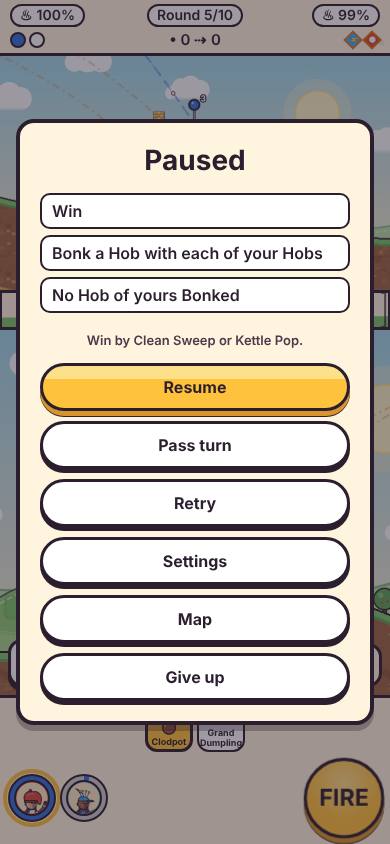 ♨ 100%
Round 5/10
♨ 99%
• 0 ⇢ 0
3
Paused
Win
Bonk a Hob with each of your Hobs
No Hob of yours Bonked
Win by Clean Sweep or Kettle Pop.
Resume
Pass turn
Retry
Settings
Map
Give up
Clodpot
Grand
Dumpling
FIRE